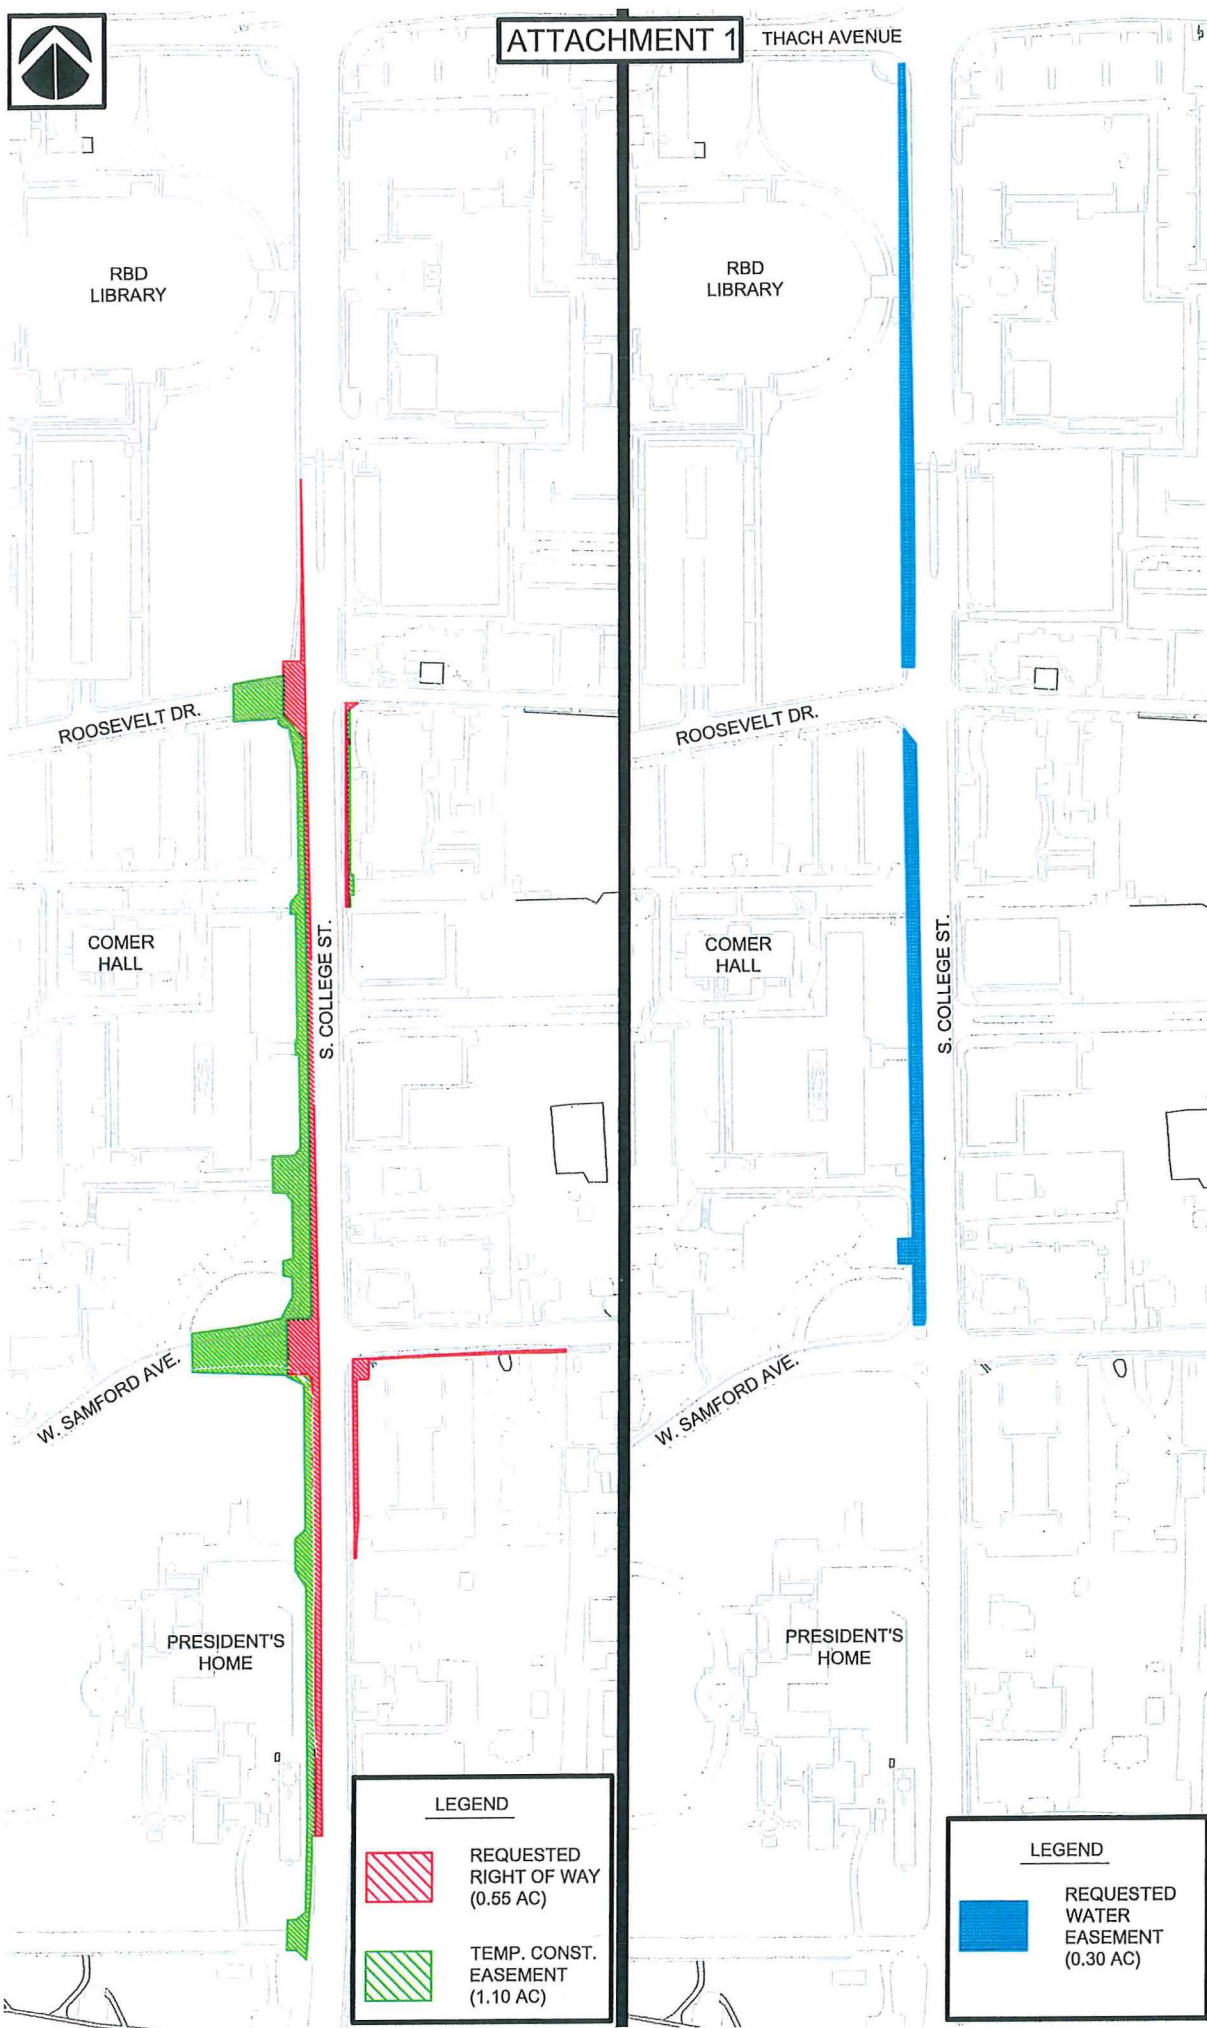 ATTACHMENT 1
THACH AVENUE
RBD
LIBRARY
ROOSEVELT DR.
COMER
HALL
S. COLLEGE ST.
W. SAMFORD AVE.
PRESIDENT'S
HOME
LEGEND
REQUESTED
RIGHT OF WAY
(0.55 AC)
TEMP. CONST.
EASEMENT
(1.10 AC)
RBD
LIBRARY
ROOSEVELT DR.
COMER
HALL
S. COLLEGE ST.
W. SAMFORD AVE.
PRESIDENT'S
HOME
LEGEND
REQUESTED
WATER
EASEMENT
(0.30 AC)